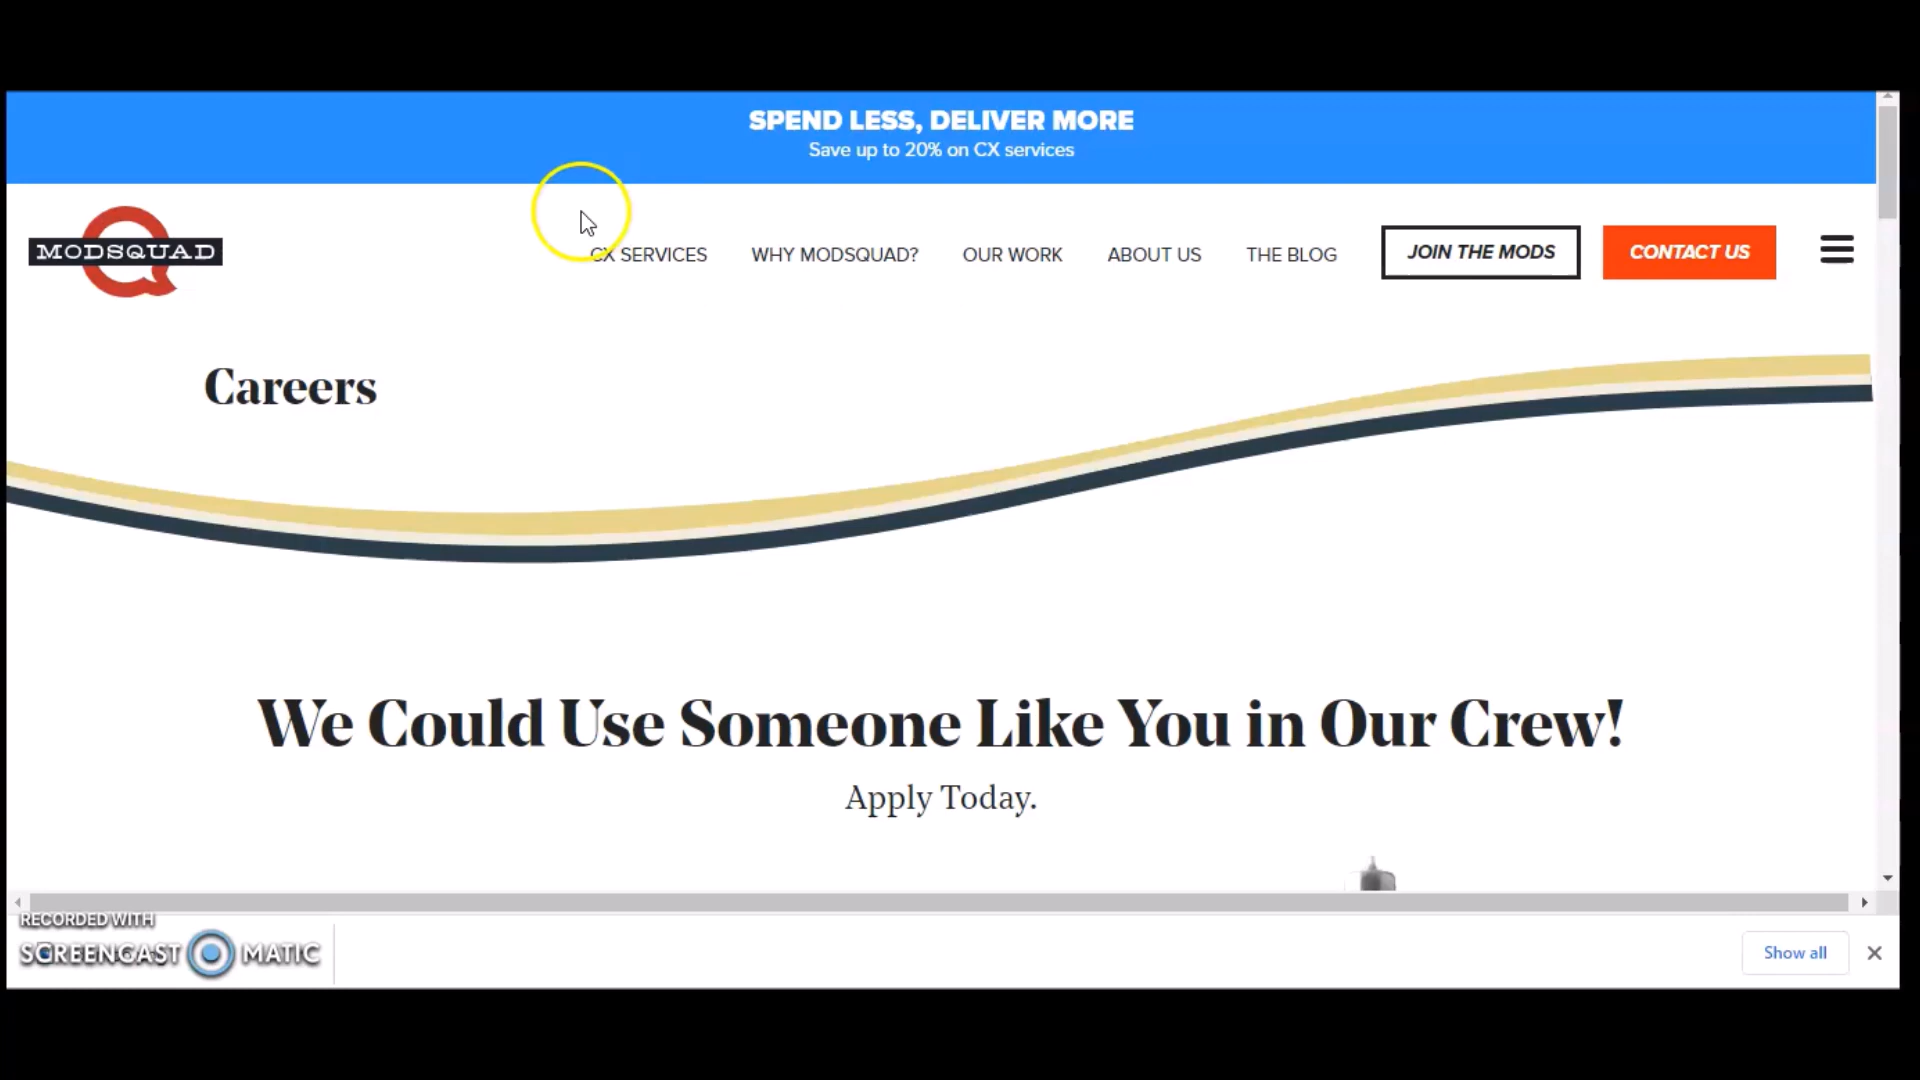 SPEND LESS, DELIVER MORE
Save up to 20% on CX services
MODSQUAD
CX SERVICES
WHY MODSQUAD?
OUR WORK
ABOUT US
THE BLOG
JOIN THE MODS
CONTACT US
Careers
We Could Use Someone Like You in Our Crew!
Apply Today.
RECORDED WITH
SCREENCAST MATIC
Show all